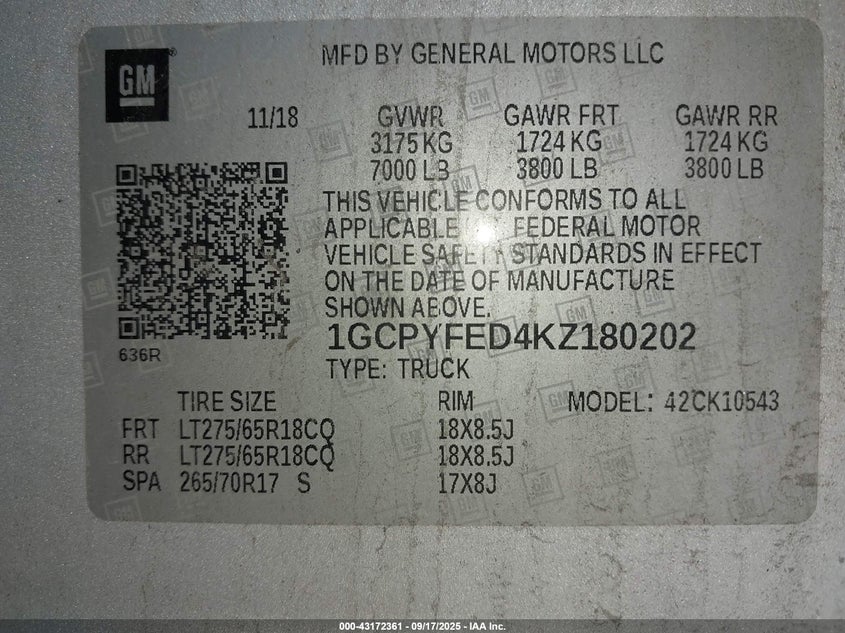 GM
MFD BY GENERAL MOTORS LLC
11/18 GVWR GAWR FRT GAWR RR
3175 KG 1724 KG 1724 KG
7000 LB 3800 LB 3800 LB
THIS VEHICLE CONFORMS TO ALL
APPLICABLE FEDERAL MOTOR
VEHICLE SAFETY STANDARDS IN EFFECT
ON THE DATE OF MANUFACTURE
SHOWN ABOVE.
1GCPYFED4KZ180202
636R
TYPE: TRUCK
TIRE SIZE RIM MODEL: 42CK10543
FRT LT275/65R18CQ 18X8.5J
RR LT275/65R18CQ 18X8.5J
SPA 265/70R17 S 17X8J
000-43172361 - 09/17/2025 - IAA Inc.